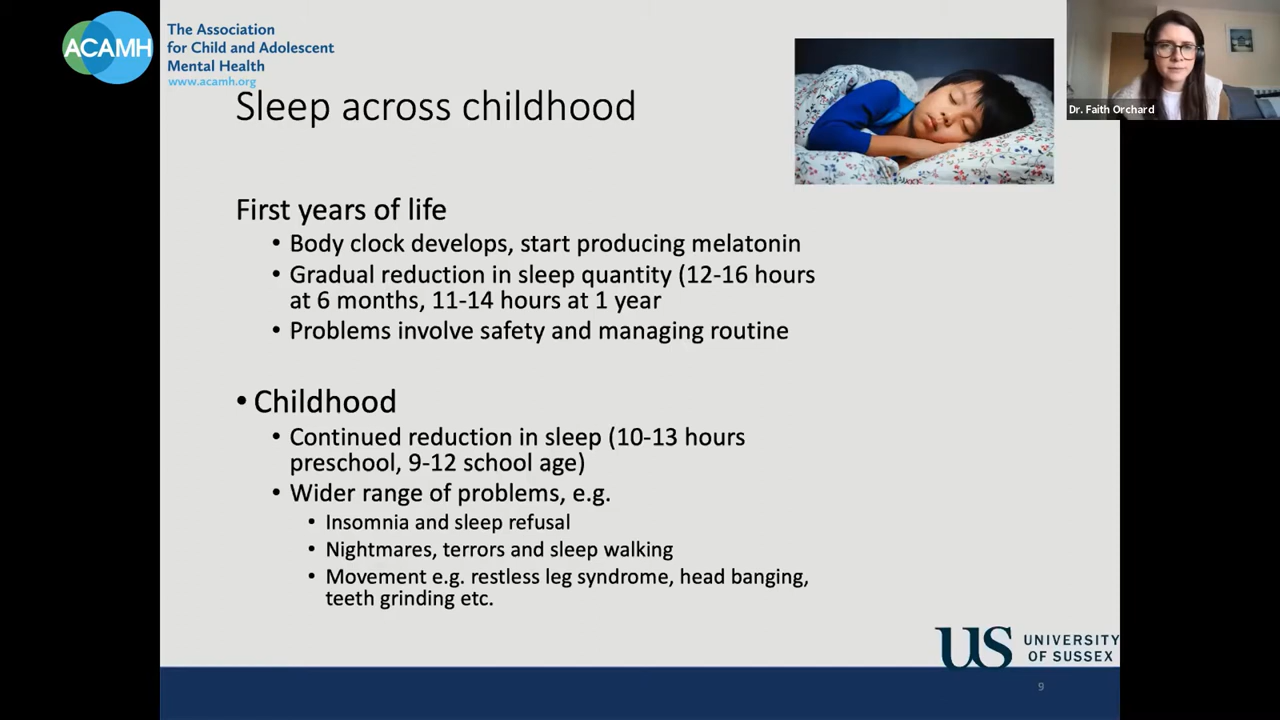 ACAMH
The Association
for Child and Adolescent
Mental Health
www.acamh.org
Dr. Faith Orchard
Sleep across childhood
First years of life
• Body clock develops, start producing melatonin
• Gradual reduction in sleep quantity (12-16 hours
at 6 months, 11-14 hours at 1 year
• Problems involve safety and managing routine
• Childhood
• Continued reduction in sleep (10-13 hours
preschool, 9-12 school age)
• Wider range of problems, e.g.
• Insomnia and sleep refusal
• Nightmares, terrors and sleep walking
• Movement e.g. restless leg syndrome, head banging,
teeth grinding etc.
US UNIVERSITY
OF SUSSEX
9